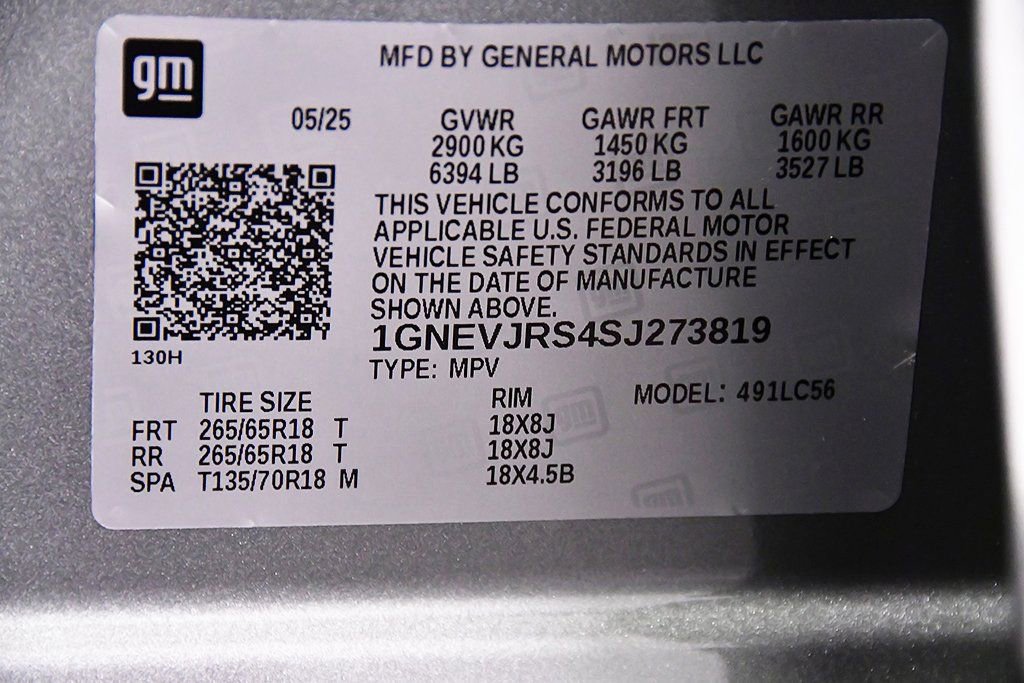 gm
MFD BY GENERAL MOTORS LLC
05/25 GVWR GAWR FRT GAWR RR
2900 KG 1450 KG 1600 KG
6394 LB 3196 LB 3527 LB
THIS VEHICLE CONFORMS TO ALL
APPLICABLE U.S. FEDERAL MOTOR
VEHICLE SAFETY STANDARDS IN EFFECT
ON THE DATE OF MANUFACTURE
SHOWN ABOVE.
1GNEVJRS4SJ273819
130H
TYPE: MPV
TIRE SIZE RIM MODEL: 491LC56
FRT 265/65R18 T 18X8J
RR 265/65R18 T 18X8J
SPA T135/70R18 M 18X4.5B